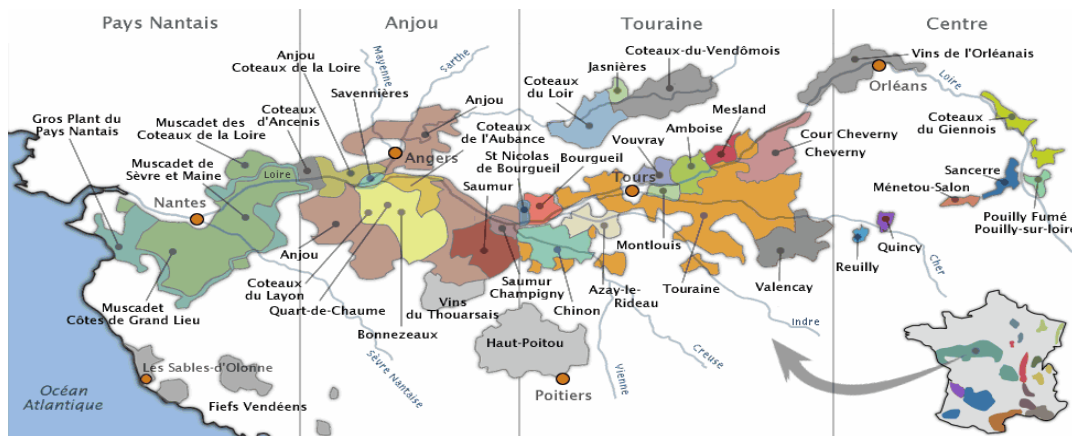 Pays Nantais
Anjou
Touraine
Centre
Gros Plant du
Pays Nantais
Muscadet des
Coteaux de la Loire
Muscadet de
Sèvre et Maine
Nantes
Loire
Coteaux
d'Ancenis
Muscadet
Côtes de Grand Lieu
Les Sables-d'Olonne
Fiefs Vendéens
Océan
Atlantique
Anjou
Coteaux de la Loire
Savennières
Mayenne
Sarthe
Anjou
Angers
Coteaux
de l'Aubance
St Nicolas
de Bourgueil
Saumur
Anjou
Coteaux
du Layon
Quart-de-Chaume
Bonnezeaux
Vins
du Thouarsais
Saumur
Champigny
Sèvre Nantaise
Haut-Poitou
Poitiers
Coteaux
du Loir
Jasnières
Coteaux-du-Vendômois
Bourgueil
Vouvray
Amboise
Mesland
Tours
Cour Cheverny
Cheverny
Chinon
Azay-le-
Rideau
Montlouis
Touraine
Valencay
Vienne
Creuse
Indre
Vins de l'Orléanais
Orléans
Loire
Coteaux
du Giennois
Sancerre
Ménetou-Salon
Pouilly Fumé
Pouilly-sur-loire
Quincy
Reuilly
Cher